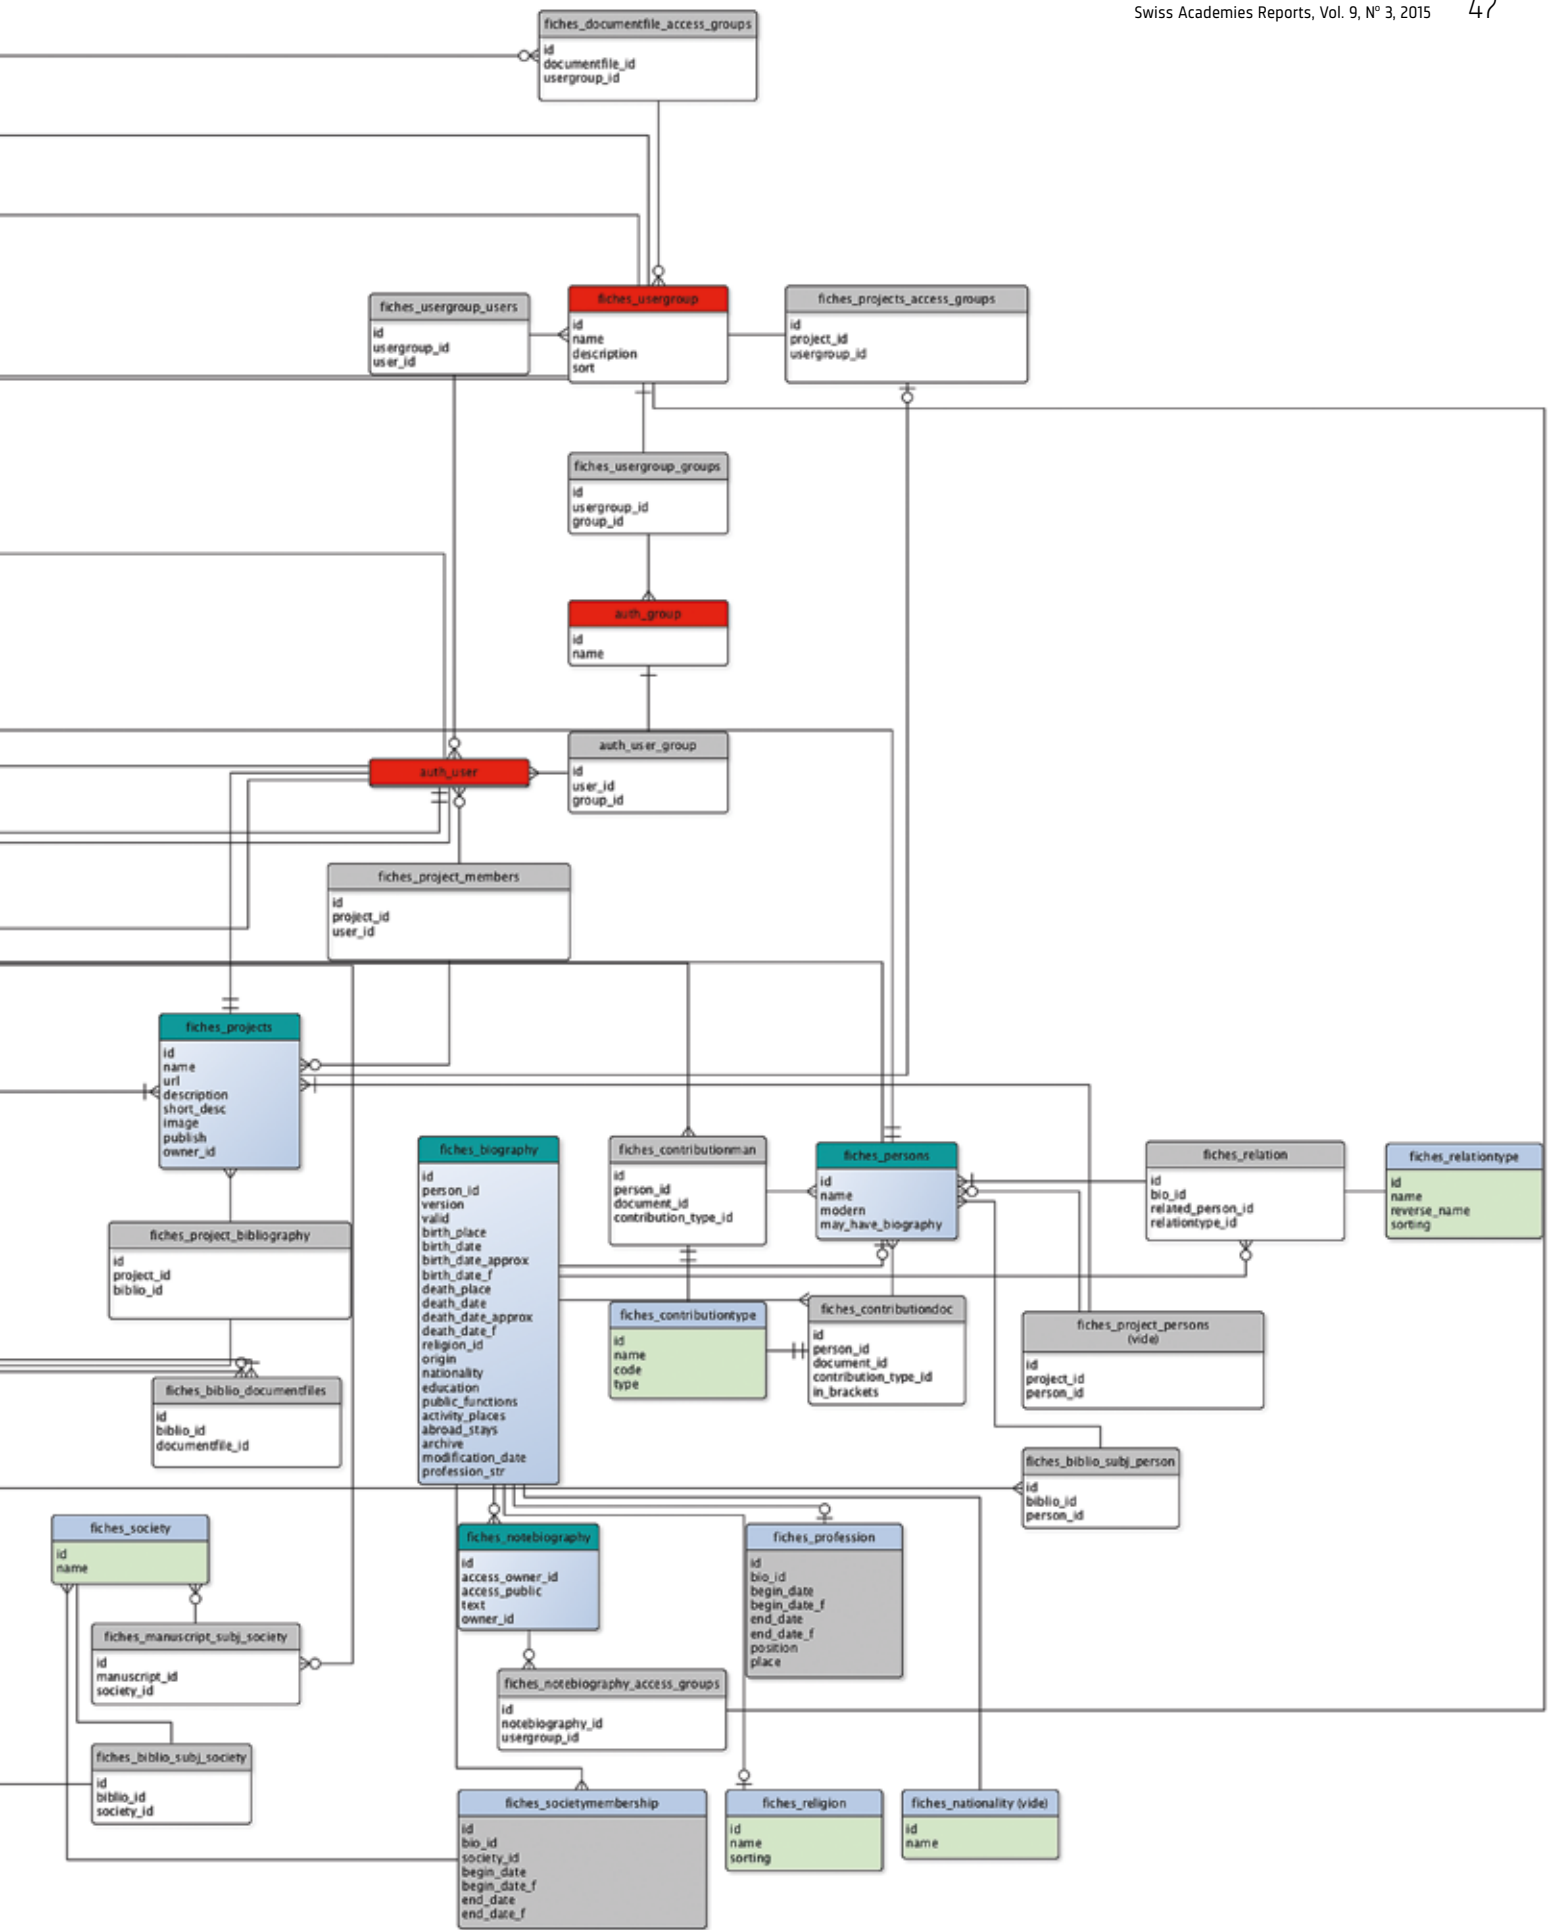 Swiss Academies Reports, Vol. 9, Nº 3, 2015 47
fiches_documentfile_access_groups
id
documentfile_id
usergroup_id
fiches_usergroup_users
id
usergroup_id
user_id
fiches_usergroup
id
name
description
sort
fiches_projects_access_groups
id
project_id
usergroup_id
fiches_usergroup_groups
id
usergroup_id
group_id
auth_group
id
name
auth_user
auth_user_group
id
user_id
group_id
fiches_project_members
id
project_id
user_id
fiches_projects
id
name
url
description
short_desc
image
publish
owner_id
fiches_biography
id
person_id
version
valid
birth_place
birth_date
birth_date_approx
birth_date_f
death_place
death_date
death_date_approx
death_date_f
religion_id
origin
nationality
education
public_functions
activity_places
abroad_stays
archive
modification_date
profession_str
fiches_contributionman
id
person_id
document_id
contribution_type_id
fiches_persons
id
name
modern
may_have_biography
fiches_relation
id
bio_id
related_person_id
relationtype_id
fiches_relationtype
id
name
reverse_name
sorting
fiches_project_bibliography
id
project_id
biblio_id
fiches_contributiontype
id
name
code
type
fiches_contributiondoc
id
person_id
document_id
contribution_type_id
in_brackets
fiches_project_persons
(vide)
id
project_id
person_id
fiches_biblio_documentfiles
id
biblio_id
documentfile_id
fiches_biblio_subj_person
id
biblio_id
person_id
fiches_society
id
name
fiches_notebiography
id
access_owner_id
access_public
text
owner_id
fiches_profession
id
bio_id
begin_date
begin_date_f
end_date
end_date_f
position
place
fiches_manuscript_subj_society
id
manuscript_id
society_id
fiches_notebiography_access_groups
id
notebiography_id
usergroup_id
fiches_biblio_subj_society
id
biblio_id
society_id
fiches_societymembership
id
bio_id
society_id
begin_date
begin_date_f
end_date
end_date_f
fiches_religion
id
name
sorting
fiches_nationality (vide)
id
name